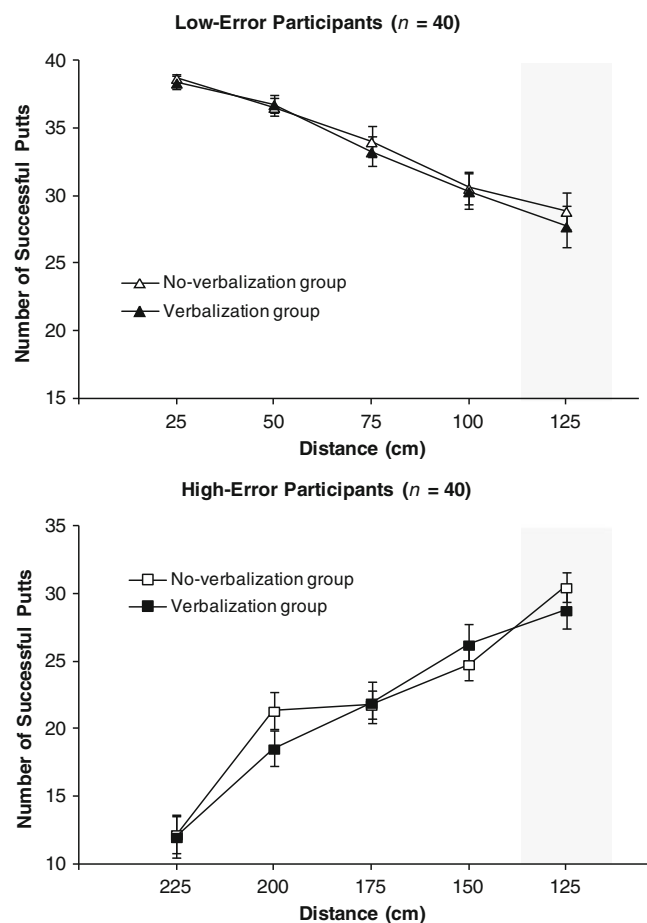 Low-Error Participants (n = 40)
40
35
30
25
20
15
Number of Successful Putts
No-verbalization group
Verbalization group
25 50 75 100 125
Distance (cm)
High-Error Participants (n = 40)
35
30
25
20
15
10
Number of Successful Putts
No-verbalization group
Verbalization group
225 200 175 150 125
Distance (cm)